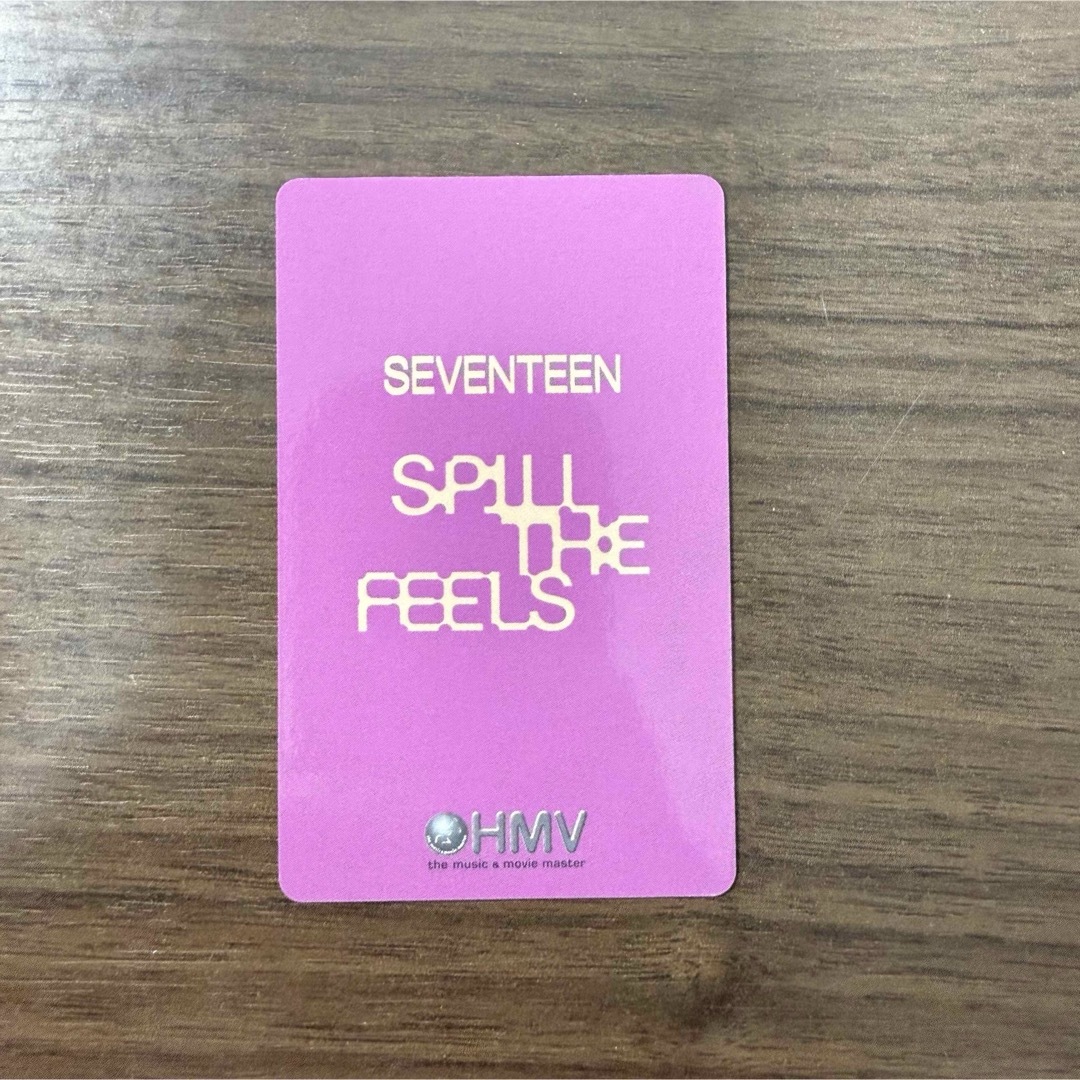 SEVENTEEN
SPILL
THE
FEELS
HMV
the music & movie master